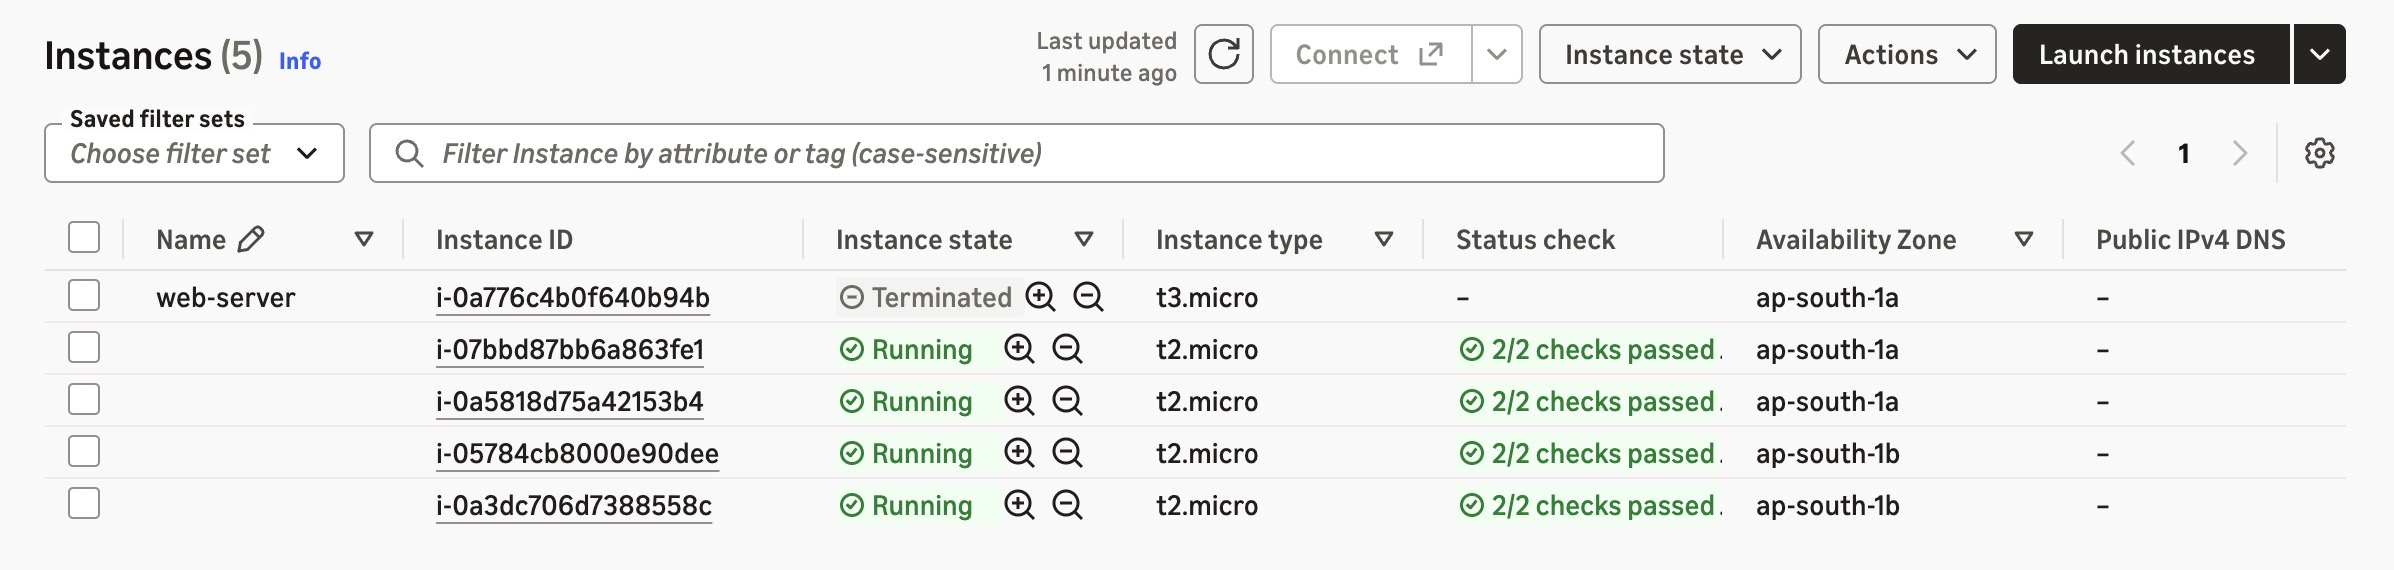 Instances (5) Info
Last updated
1 minute ago
Connect
Instance state
Actions
Launch instances
Saved filter sets
Choose filter set
Filter Instance by attribute or tag (case-sensitive)
1
Name Instance ID Instance state Instance type Status check Availability Zone Public IPv4 DNS
web-server i-0a776c4b0f640b94b Terminated t3.micro – ap-south-1a –
i-07bbd87bb6a863fe1 Running t2.micro 2/2 checks passed . ap-south-1a –
i-0a5818d75a42153b4 Running t2.micro 2/2 checks passed . ap-south-1a –
i-05784cb8000e90dee Running t2.micro 2/2 checks passed . ap-south-1b –
i-0a3dc706d7388558c Running t2.micro 2/2 checks passed . ap-south-1b –